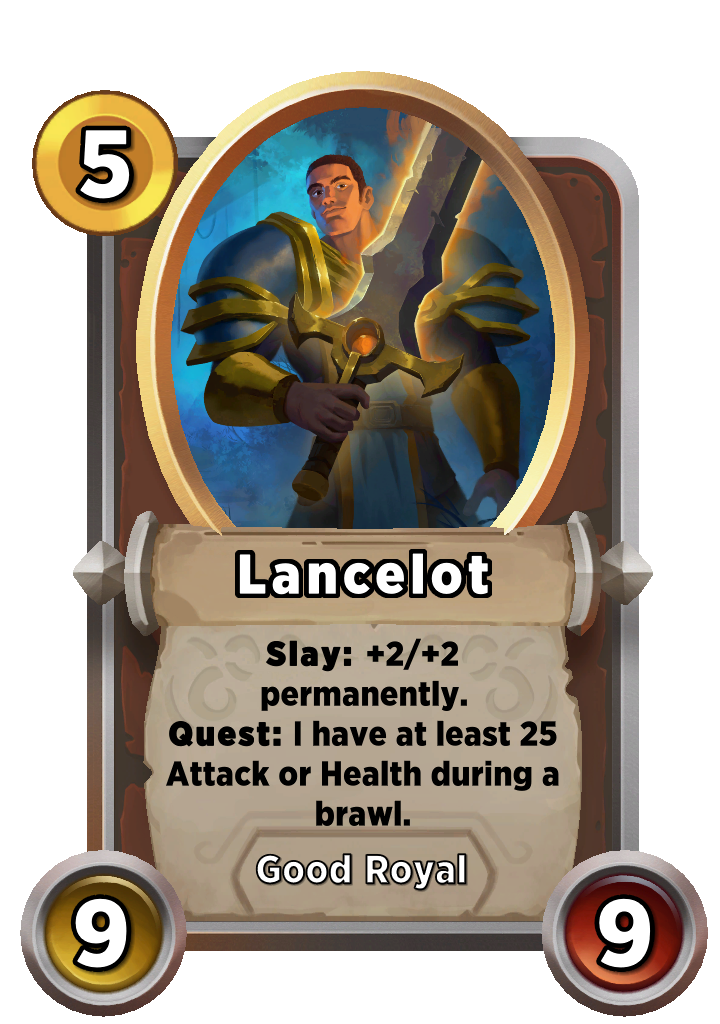 5
Lancelot
Slay: +2/+2
permanently.
Quest: I have at least 25
Attack or Health during a
brawl.
Good Royal
9
9